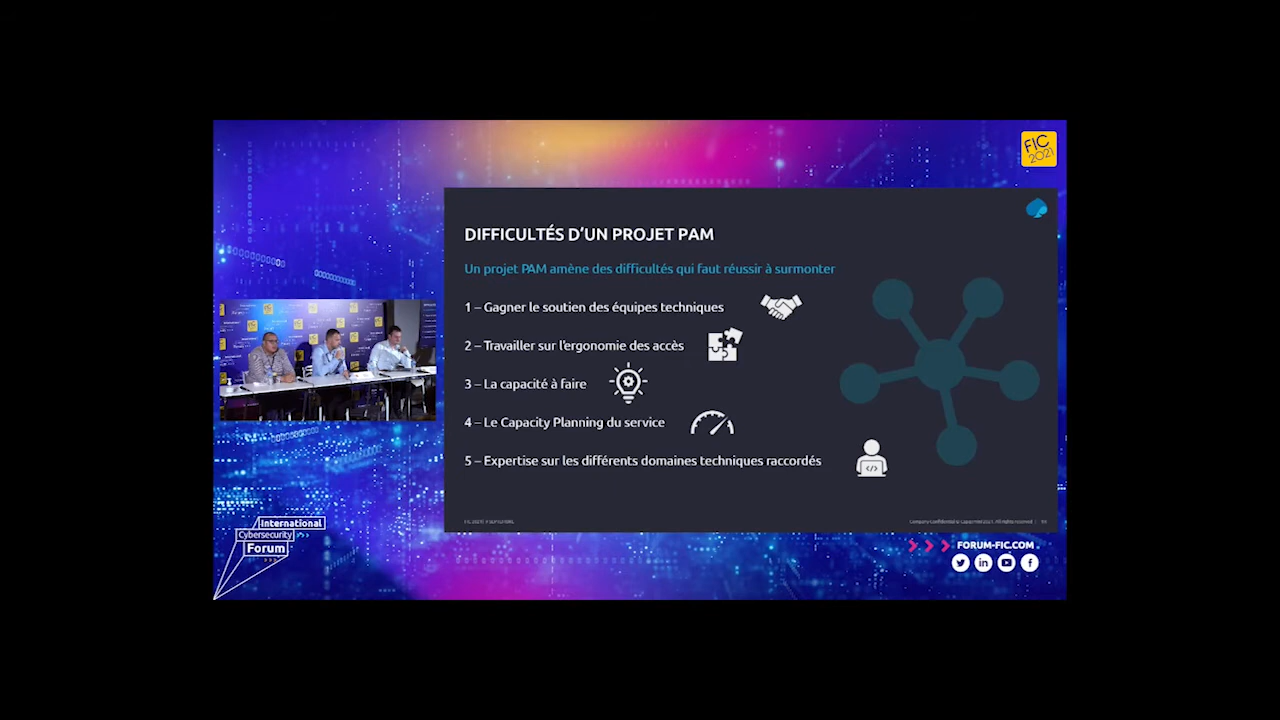 FIC
2021
DIFFICULTÉS D'UN PROJET PAM
Un projet PAM amène des difficultés qui faut réussir à surmonter
1 – Gagner le soutien des équipes techniques
2 – Travailler sur l'ergonomie des accès
3 – La capacité à faire
4 – Le Capacity Planning du service
5 – Expertise sur les différents domaines techniques raccordés
International
Cybersecurity
Forum
FORUM-FIC.COM